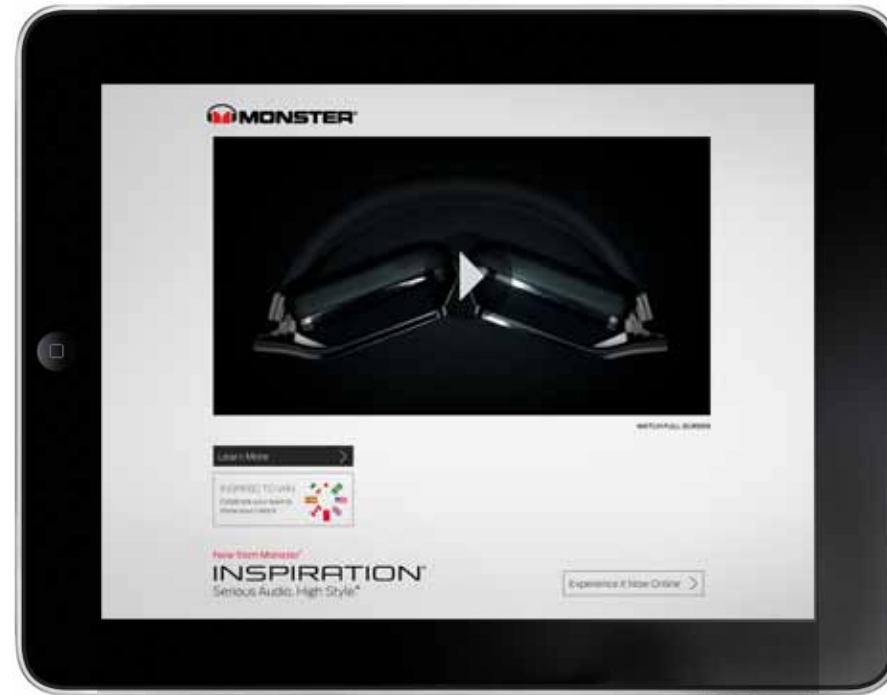 MONSTER
WATCH FULL SCREEN
Learn More
INSPIRED TO WIN
New from Monster®
INSPIRATION®
Serious Audio. High Style™
Experience it Now Online